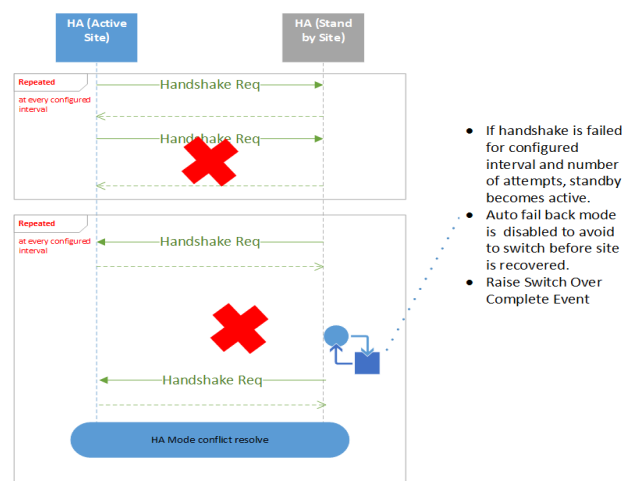 HA (Active
Site)
HA (Stand
by Site)
Repeated
at every configured
interval
Handshake Req
Handshake Req
Repeated
at every configured
interval
Handshake Req
Handshake Req
HA Mode conflict resolve
● If handshake is failed
for configured
interval and number
of attempts, standby
becomes active.
● Auto fail back mode
is disabled to avoid
to switch before site
is recovered.
● Raise Switch Over
Complete Event